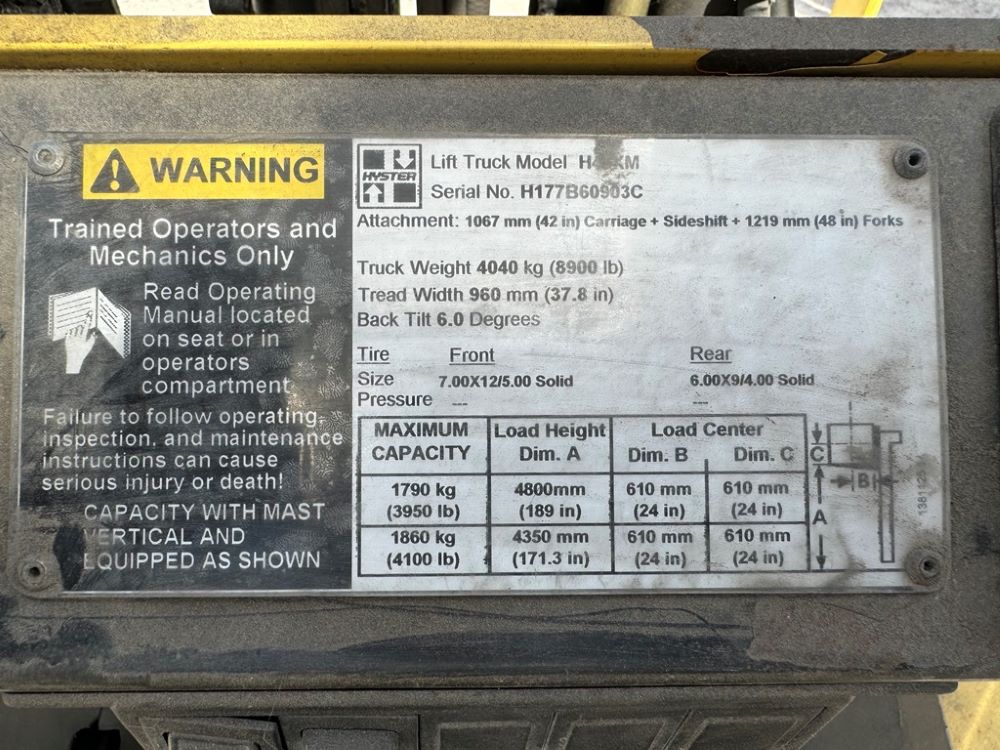 WARNING
Trained Operators and
Mechanics Only
Read Operating
Manual located
on seat or in
operators
compartment
Failure to follow operating,
inspection, and maintenance
instructions can cause
serious injury or death!
CAPACITY WITH MAST
VERTICAL AND
EQUIPPED AS SHOWN
HYSTER
Lift Truck Model
Serial No. H177B60903C
Attachment: 1067 mm (42 in) Carriage + Sideshift + 1219 mm (48 in) Forks
Truck Weight 4040 kg (8900 lb)
Tread Width 960 mm (37.8 in)
Back Tilt 6.0 Degrees
Tire Front Rear
Size 7.00X12/5.00 Solid 6.00X9/4.00 Solid
Pressure --- ---
MAXIMUM CAPACITY Load Height Dim. A Load Center Dim. B Dim. C
1790 kg 4800mm 610 mm 610 mm
(3950 lb) (189 in) (24 in) (24 in)
1860 kg 4350 mm 610 mm 610 mm
(4100 lb) (171.3 in) (24 in) (24 in)
C
B
A